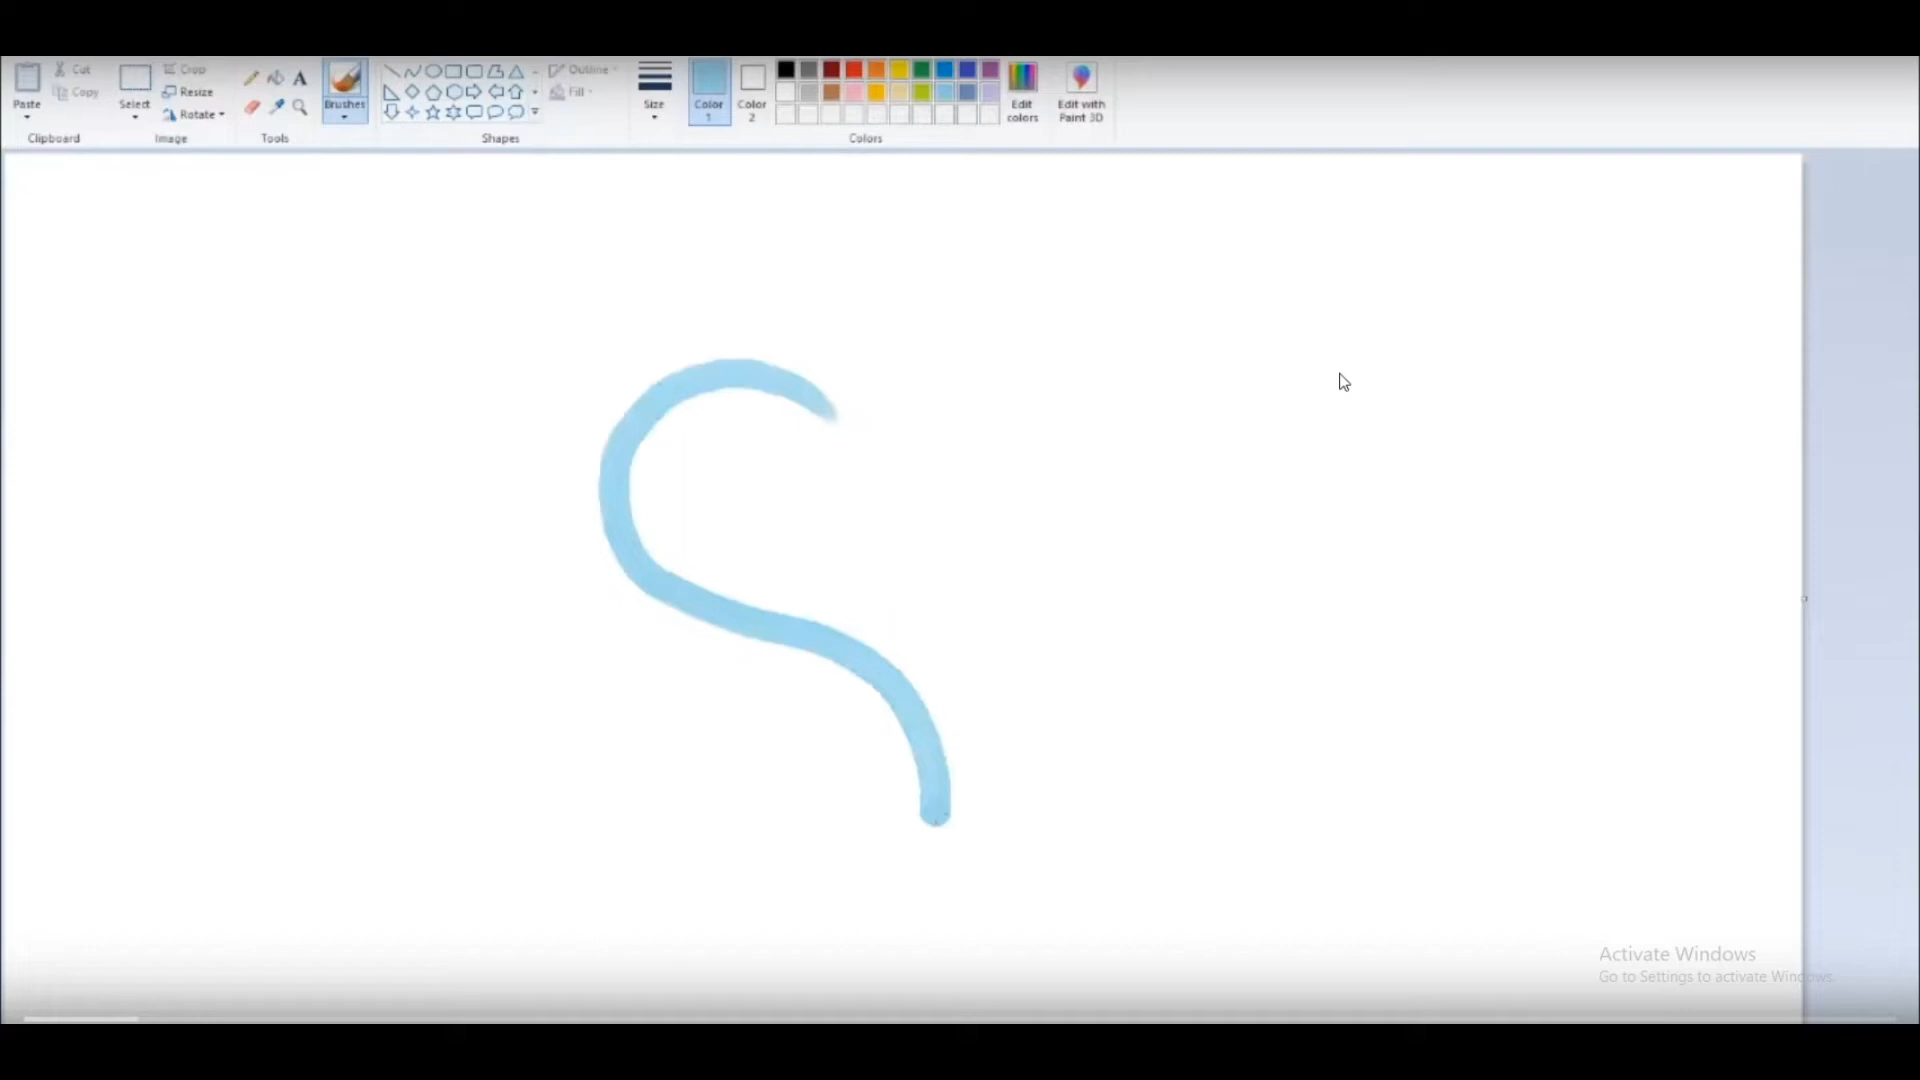 Cut
Crop
Outline
Copy
Resize
Fill
Paste
Select
Rotate
Brushes
Size
Color 1
Color 2
Edit colors
Edit with Paint 3D
Clipboard
Image
Tools
Shapes
Colors
Activate Windows
Go to Settings to activate Windows.